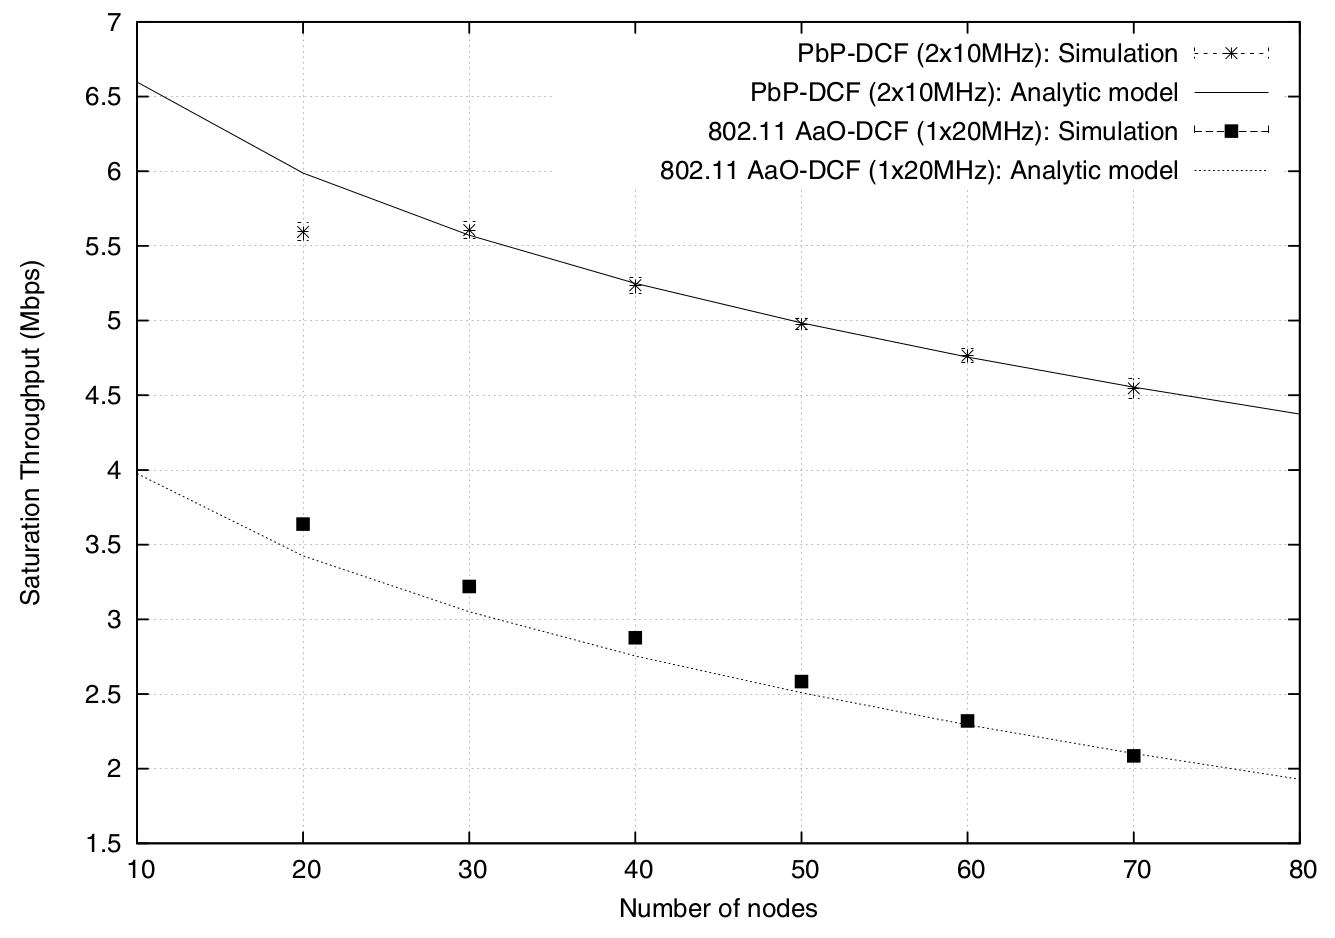 7
6.5
6
5.5
5
4.5
4
3.5
3
2.5
2
1.5
10 20 30 40 50 60 70 80
Saturation Throughput (Mbps)
Number of nodes
PbP-DCF (2x10MHz): Simulation
PbP-DCF (2x10MHz): Analytic model
802.11 AaO-DCF (1x20MHz): Simulation
802.11 AaO-DCF (1x20MHz): Analytic model